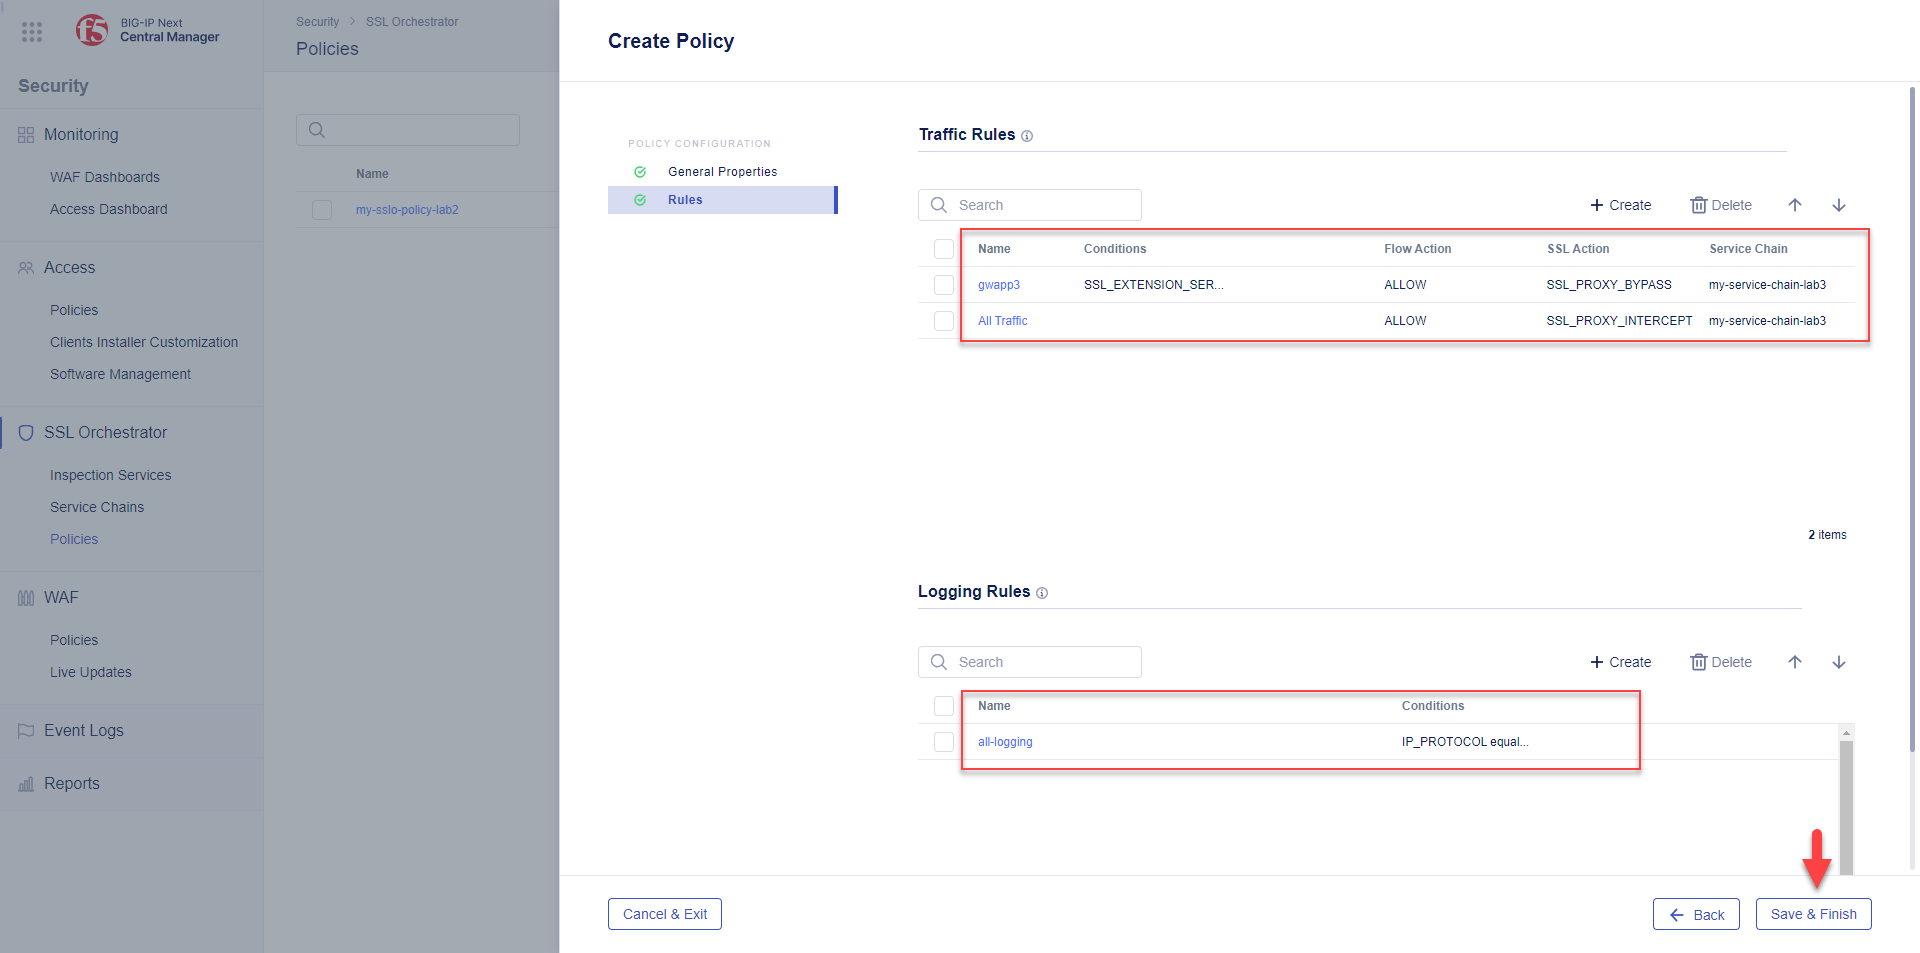 BIG-IP Next
Central Manager
Security
Monitoring
WAF Dashboards
Access Dashboard
Access
Policies
Clients Installer Customization
Software Management
SSL Orchestrator
Inspection Services
Service Chains
Policies
WAF
Policies
Live Updates
Event Logs
Reports
Security > SSL Orchestrator
Policies
Name
my-sslo-policy-lab2
Create Policy
POLICY CONFIGURATION
General Properties
Rules
Traffic Rules
Search
Create Delete
Name Conditions Flow Action SSL Action Service Chain
gwapp3 SSL_EXTENSION_SER... ALLOW SSL_PROXY_BYPASS my-service-chain-lab3
All Traffic ALLOW SSL_PROXY_INTERCEPT my-service-chain-lab3
2 items
Logging Rules
Search
Create Delete
Name Conditions
all-logging IP_PROTOCOL equal...
Cancel & Exit
Back
Save & Finish